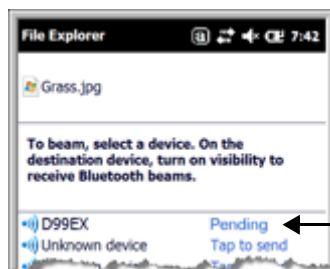 File Explorer 7:42
Grass.jpg
To beam, select a device. On the
destination device, turn on visibility to
receive Bluetooth beams.
D99EX Pending
Unknown device Tap to send